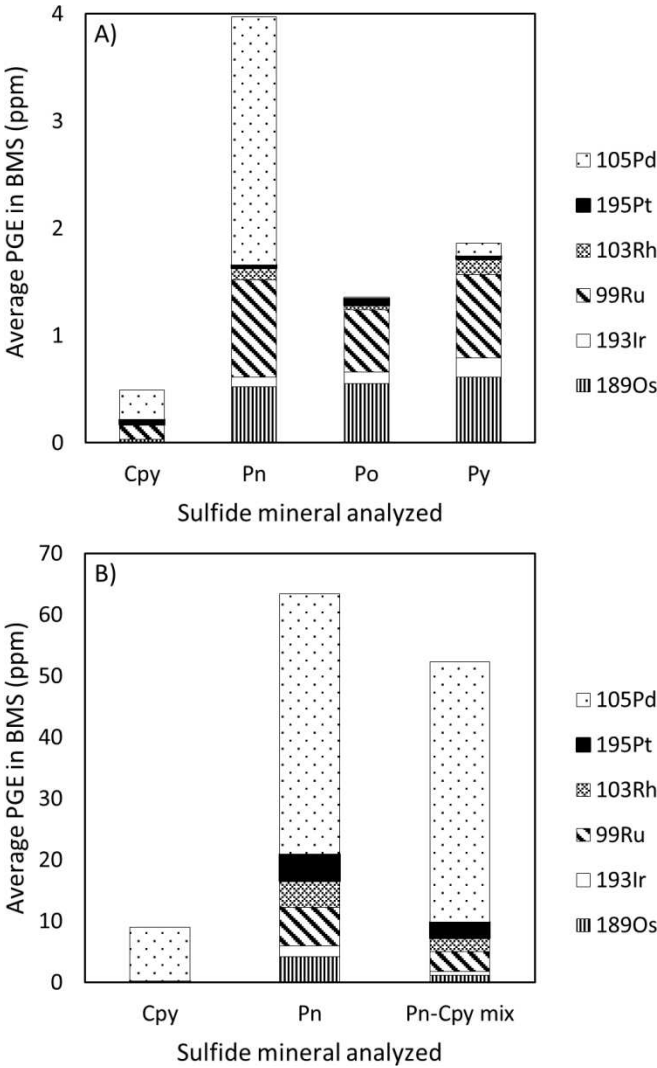 A)
Average PGE in BMS (ppm)
4
3
2
1
0
Cpy Pn Po Py
Sulfide mineral analyzed
105Pd
195Pt
103Rh
99Ru
193Ir
189Os
B)
Average PGE in BMS (ppm)
70
60
50
40
30
20
10
0
Cpy Pn Pn-Cpy mix
Sulfide mineral analyzed
105Pd
195Pt
103Rh
99Ru
193Ir
189Os